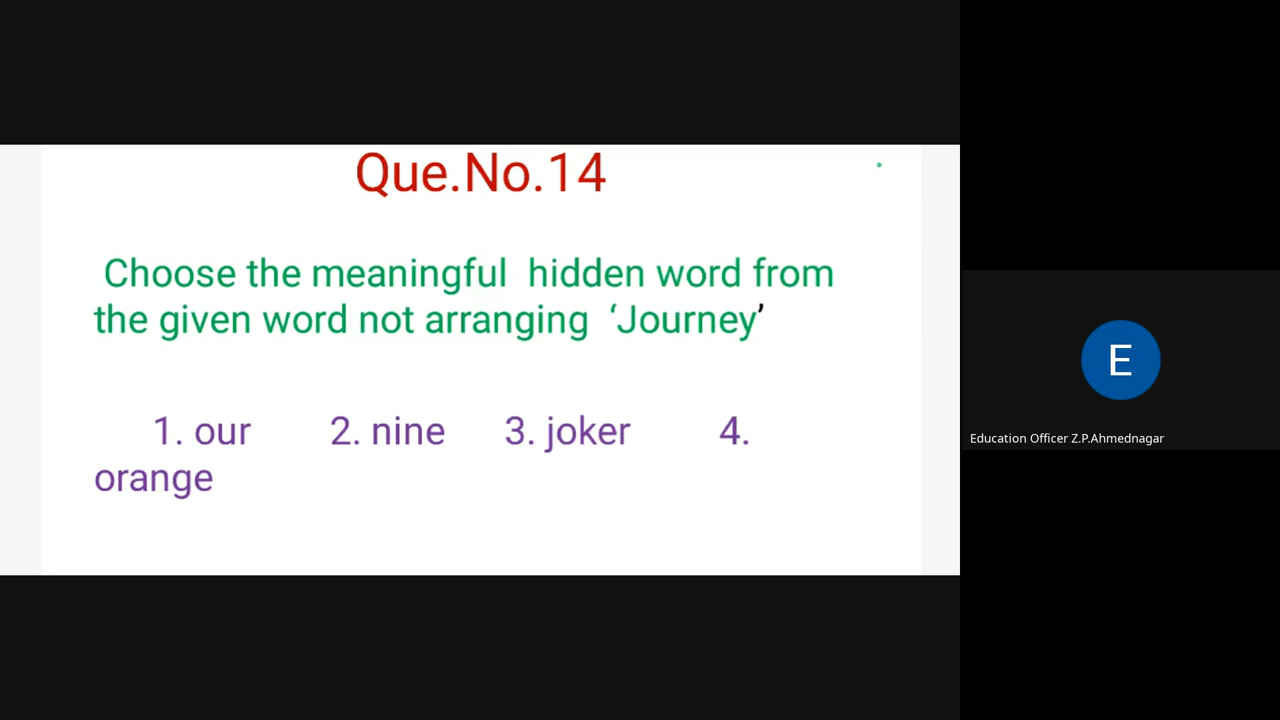 Que.No.14
Choose the meaningful hidden word from
the given word not arranging ‘Journey’
1. our 2. nine 3. joker 4.
orange
E
Education Officer Z.P.Ahmednagar